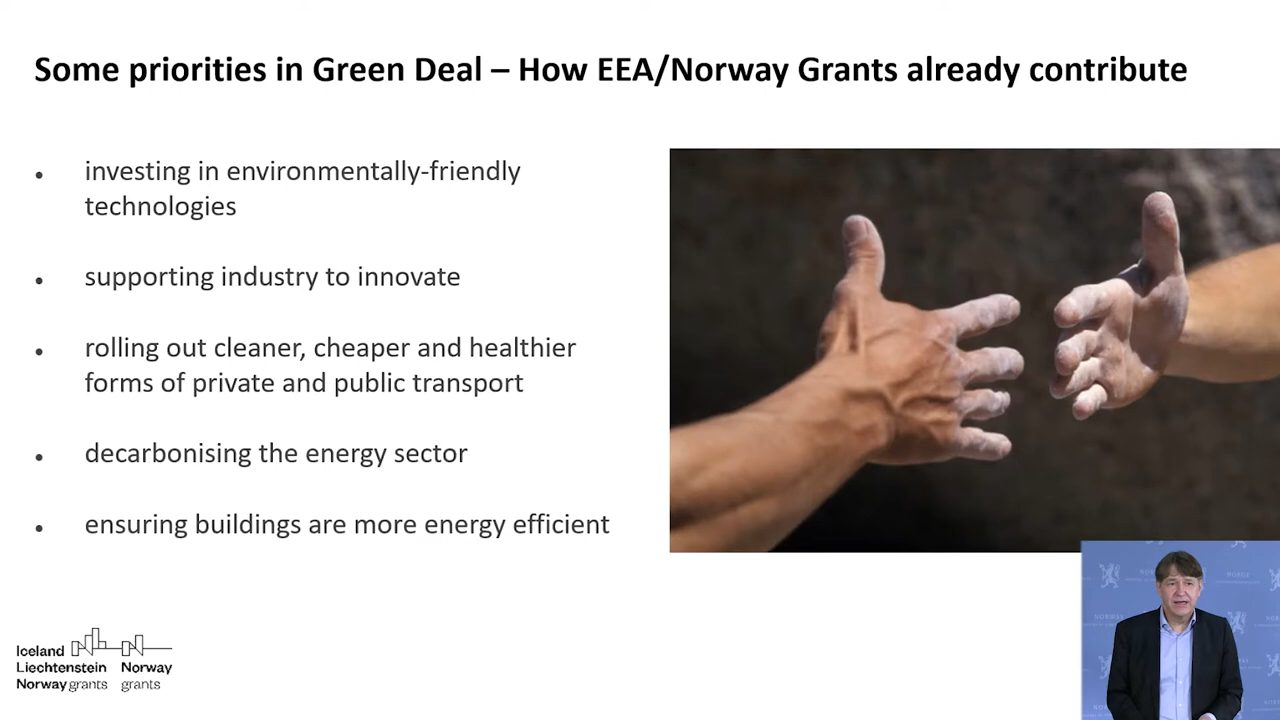 Some priorities in Green Deal – How EEA/Norway Grants already contribute
• investing in environmentally-friendly
technologies
• supporting industry to innovate
• rolling out cleaner, cheaper and healthier
forms of private and public transport
• decarbonising the energy sector
• ensuring buildings are more energy efficient
Iceland
Liechtenstein
Norway grants
Norway
grants